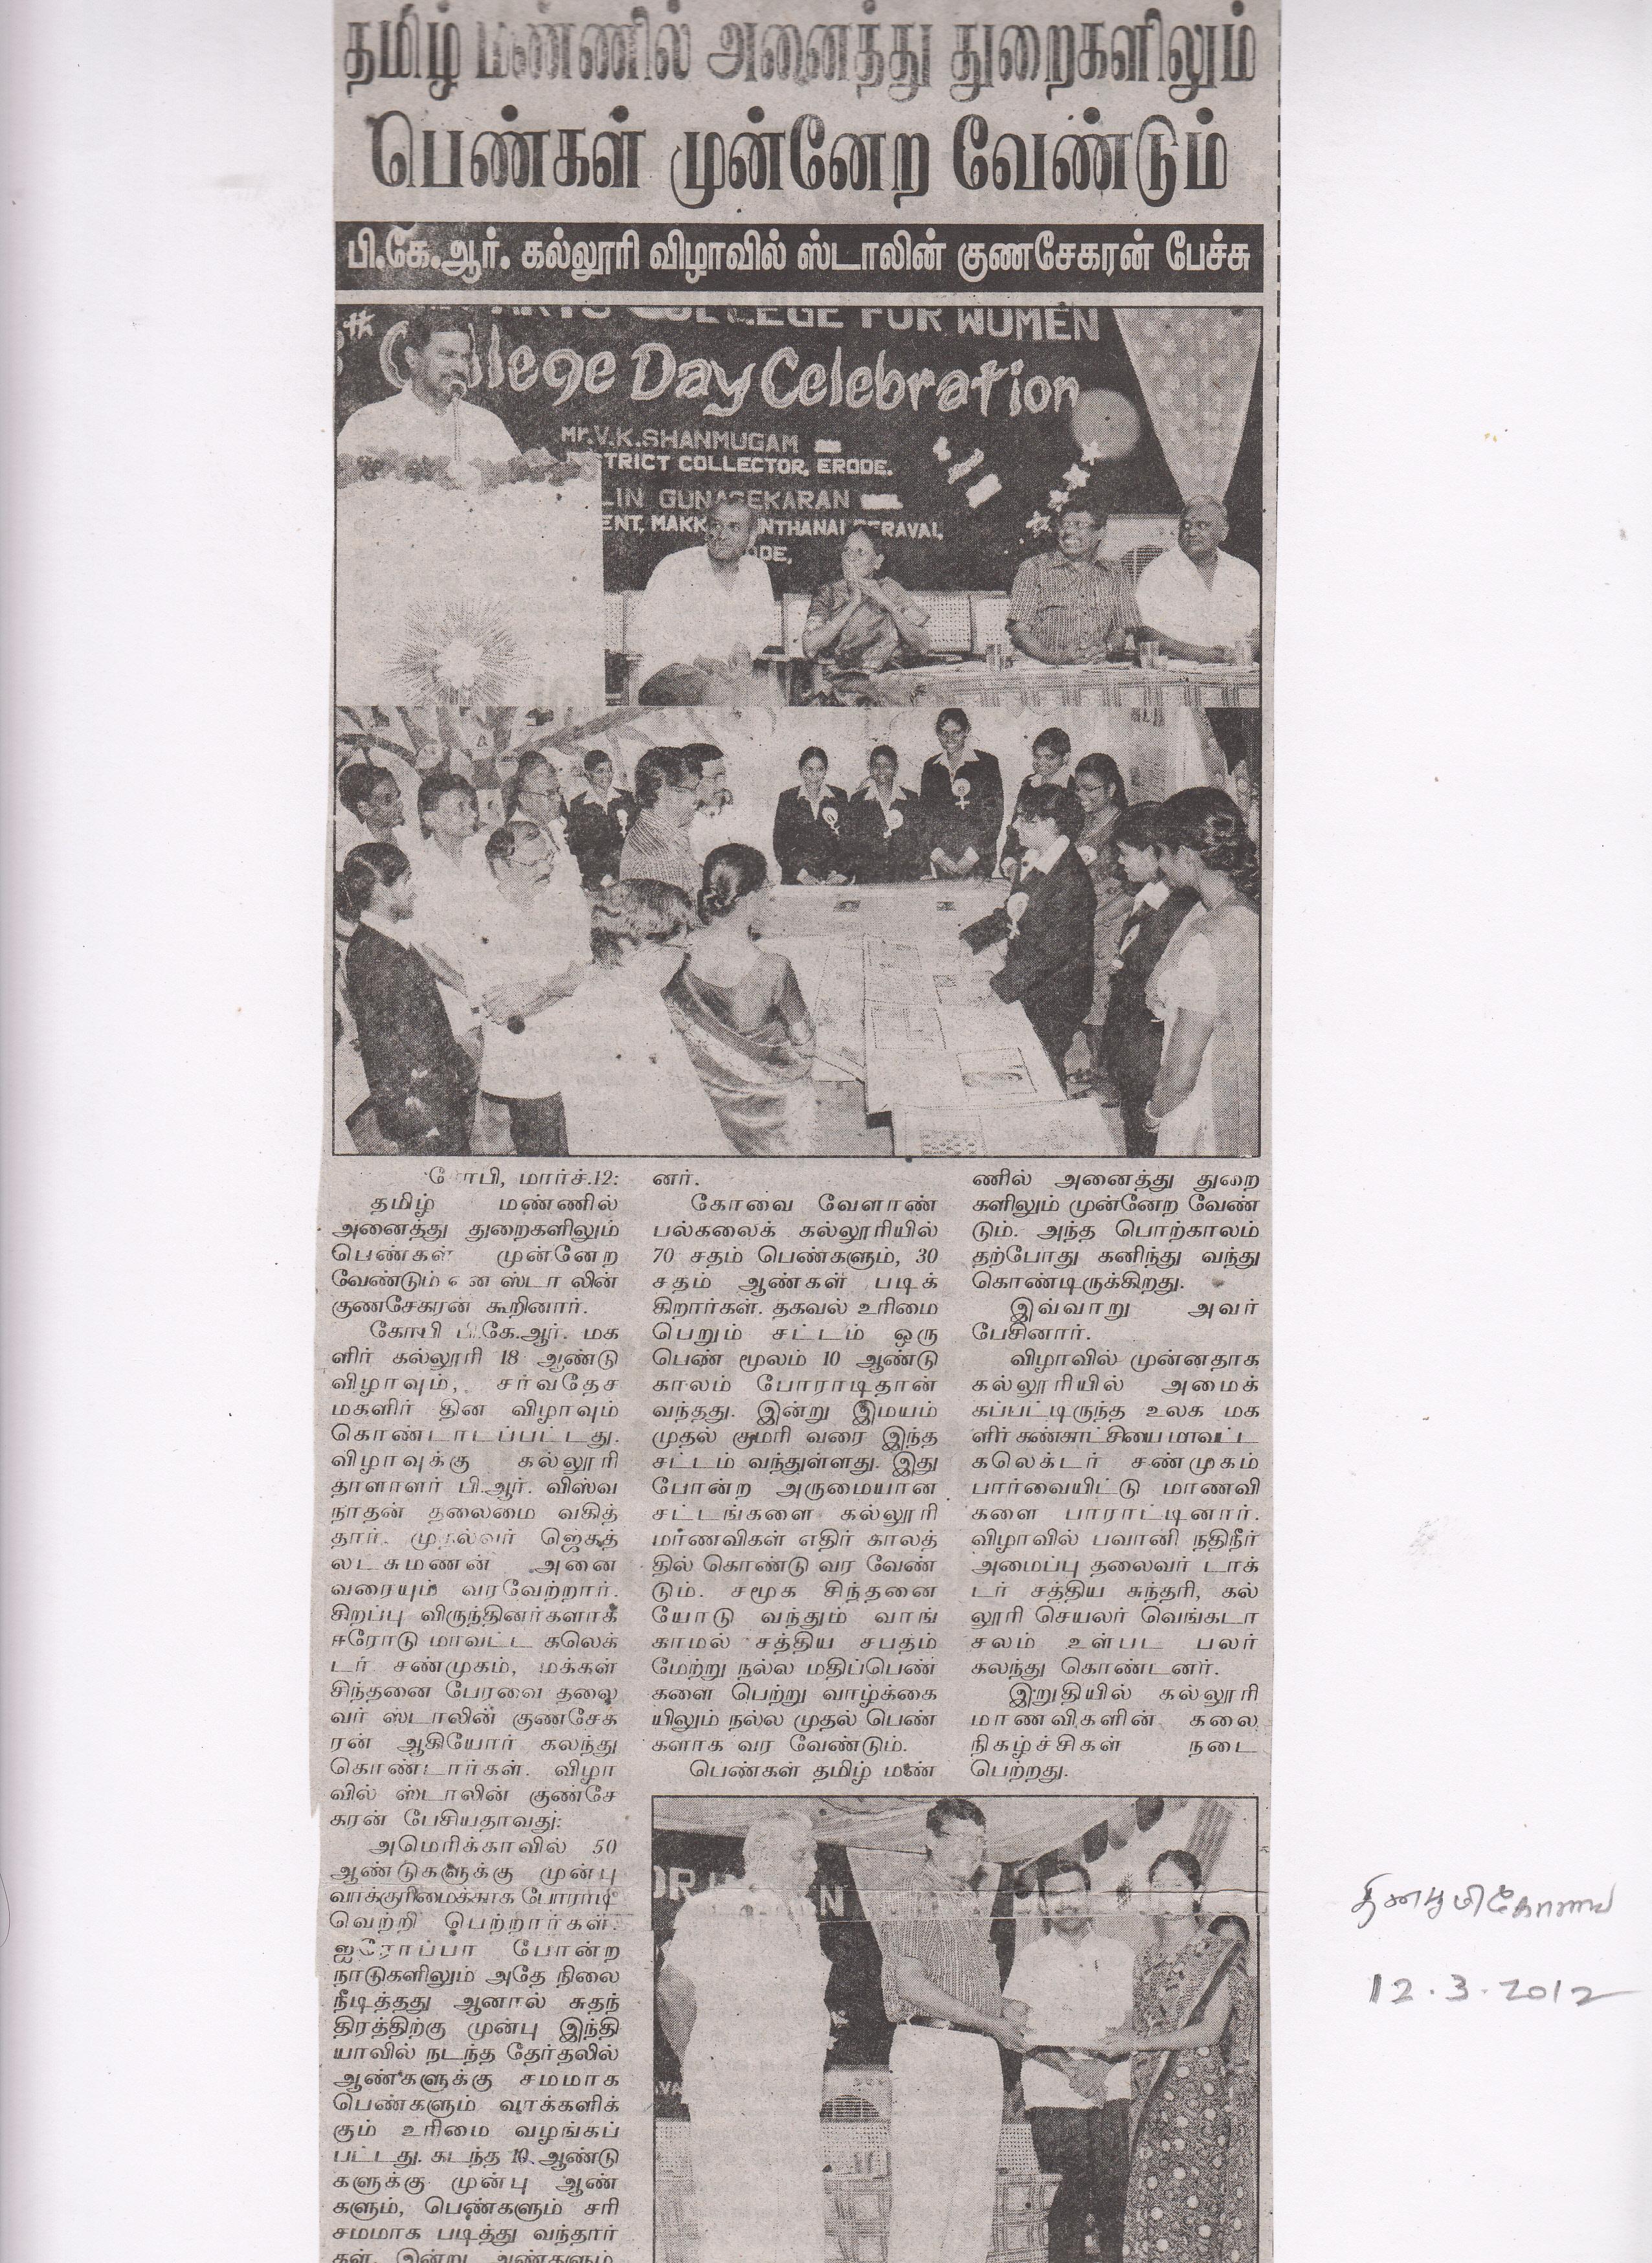 தமிழ் மண்ணில் அனைத்து துறைகளிலும்
பெண்கள் முன்னேற வேண்டும்
பி.கே.ஆர். கல்லூரி விழாவில் ஸ்டாலின் குணசேகரன் பேச்சு
ARTS COLLEGE FOR WOMEN
th College Day Celebration
Mr.V.K.SHANMUGAM
DISTRICT COLLECTOR, ERODE.
LIN GUNASEKARAN
ENT, MAKK INTHANAI PERAVAI,
ODE,
கோபி, மார்ச்.12:
தமிழ் மண்ணில்
அனைத்து துறைகளிலும்
பெண்கள் முன்னேற
வேண்டும் என ஸ்டாலின்
குணசேகரன் கூறினார்.
கோபி பி.கே.ஆர். மக
ளிர் கல்லூரி 18 ஆண்டு
விழாவும், சர்வதேச
மகளிர் தின விழாவும்
கொண்டாடப்பட்டது.
விழாவுக்கு கல்லூரி
தாளாளர் பி.ஆர். விஸ்வ
நாதன் தலைமை வகித்
தார். முதல்வர் ஜெகத்
லட்சுமணன் அனை
வரையும் வரவேற்றார்.
சிறப்பு விருந்தினர்களாக
ஈரோடு மாவட்ட கலெக்
டர் சண்முகம், மக்கள்
சிந்தனை பேரவை தலை
வர் ஸ்டாலின் குணசேக
ரன் ஆகியோர் கலந்து
கொண்டார்கள். விழா
வில் ஸ்டாலின் குணசே
கரன் பேசியதாவது:
அமெரிக்காவில் 50
ஆண்டுகளுக்கு முன்பு
வாக்குரிமைக்காக போராடி
வெற்றி பெற்றார்கள்.
ஐரோப்பா போன்ற
நாடுகளிலும் அதே நிலை
நீடித்தது ஆனால் சுதந்
திரத்திற்கு முன்பு இந்தி
யாவில் நடந்த தேர்தலில்
ஆண்களுக்கு சமமாக
பெண்களும் வாக்களிக்
கும் உரிமை வழங்கப்
பட்டது. கடந்த 10 ஆண்டு
களுக்கு முன்பு ஆண்
களும், பெண்களும் சரி
சமமாக படித்து வந்தார்
கள். இன்று ஆண்களும்
னர்.
கோவை வேளாண்
பல்கலைக் கல்லூரியில்
70 சதம் பெண்களும், 30
சதம் ஆண்கள் படிக்
கிறார்கள். தகவல் உரிமை
பெறும் சட்டம் ஒரு
பெண் மூலம் 10 ஆண்டு
காலம் போராடிதான்
வந்தது. இன்று இமயம்
முதல் குமரி வரை இந்த
சட்டம் வந்துள்ளது. இது
போன்ற அருமையான
சட்டங்களை கல்லூரி
மாணவிகள் எதிர் காலத்
தில் கொண்டு வர வேண்
டும். சமூக சிந்தனை
யோடு வந்தும் வாங்
காமல் சத்திய சபதம்
மேற்று நல்ல மதிப்பெண்
களை பெற்று வாழ்க்கை
யிலும் நல்ல முதல் பெண்
களாக வர வேண்டும்.
பெண்கள் தமிழ் மண்
ணில் அனைத்து துறை
களிலும் முன்னேற வேண்
டும். அந்த பொற்காலம்
தற்போது கனிந்து வந்து
கொண்டிருக்கிறது.
இவ்வாறு அவர்
பேசினார்.
விழாவில் முன்னதாக
கல்லூரியில் அமைக்
கப்பட்டிருந்த உலக மக
ளிர் கண்காட்சியை மாவட்ட
கலெக்டர் சண்முகம்
பார்வையிட்டு மாணவி
களை பாராட்டினார்.
விழாவில் பவானி நதிநீர்
அமைப்பு தலைவர் டாக்
டர் சத்திய சுந்தரி, கல்
லூரி செயலர் வெங்கடா
சலம் உள்பட பலர்
கலந்து கொண்டனர்.
இறுதியில் கல்லூரி
மாணவிகளின் கலை
நிகழ்ச்சிகள் நடை
பெற்றது.
தினபூமி கோவை
12.3.2012